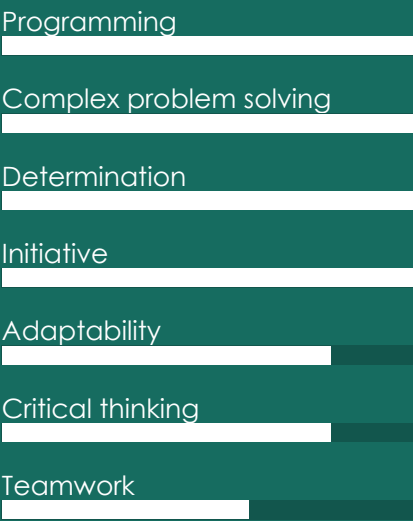 Programming
Complex problem solving
Determination
Initiative
Adaptability
Critical thinking
Teamwork